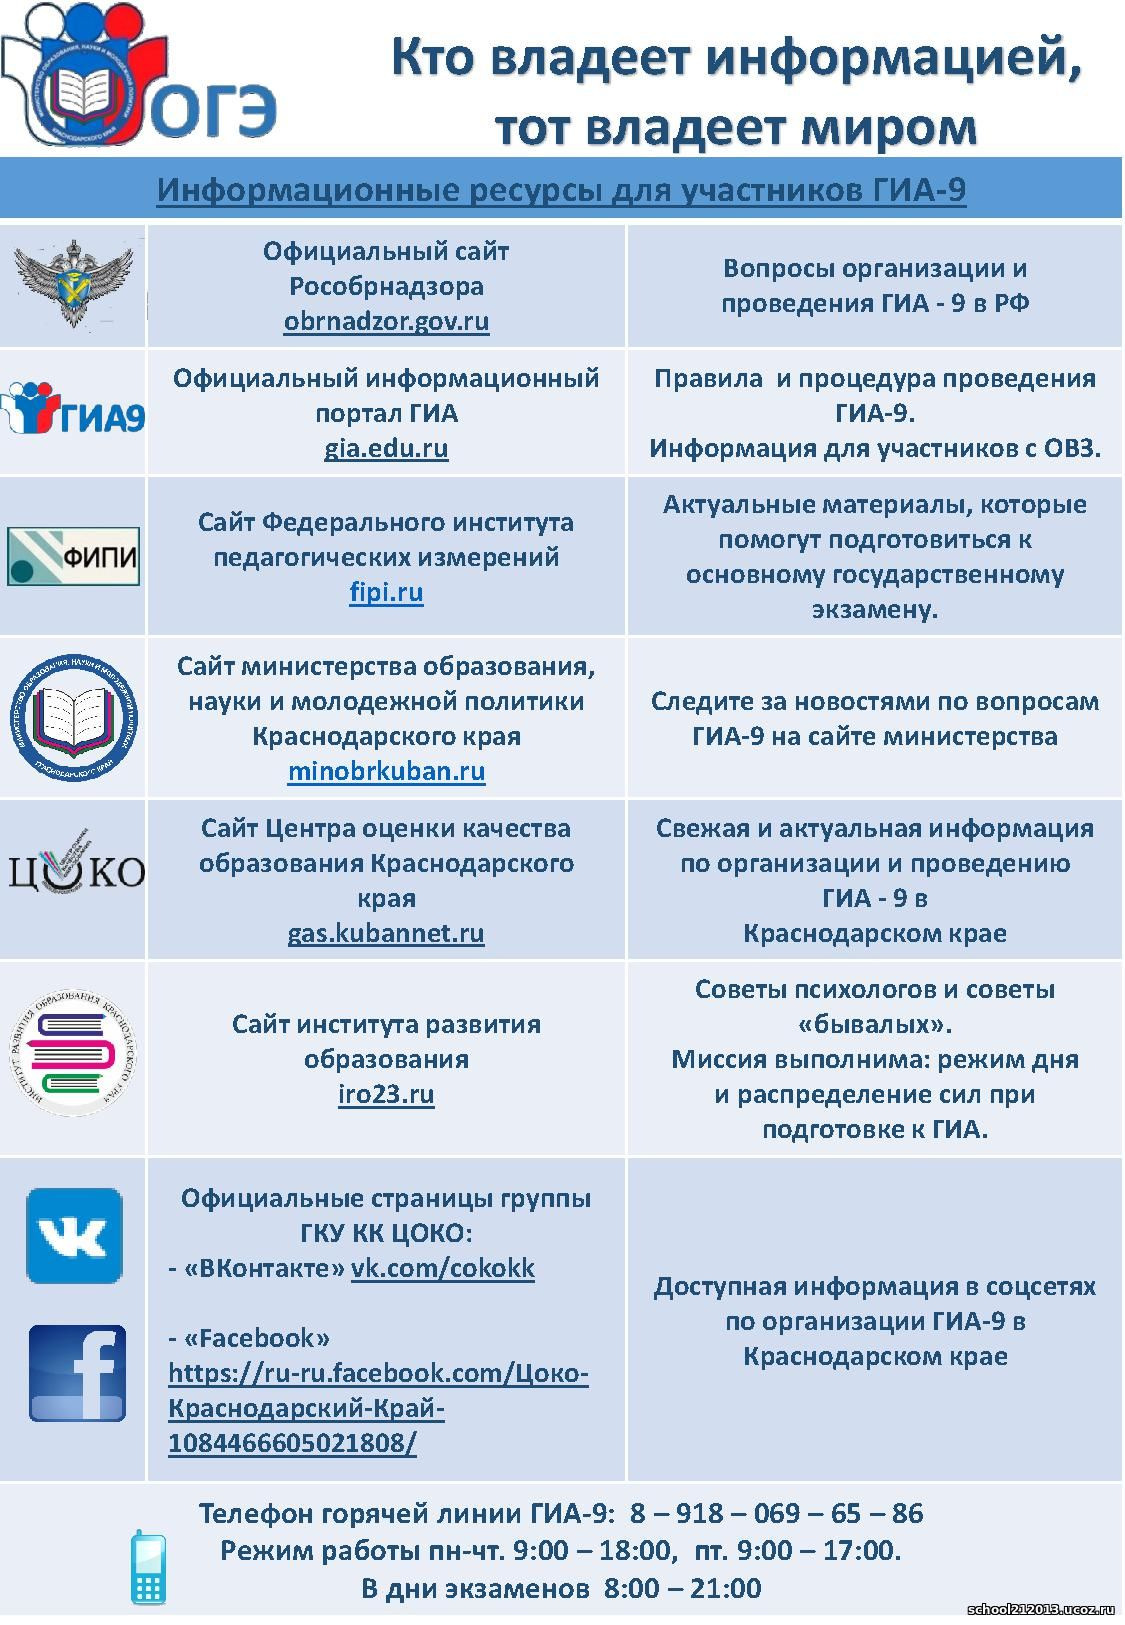 ОГЭ
Кто владеет информацией,
тот владеет миром
Информационные ресурсы для участников ГИА-9
Официальный сайт
Рособрнадзора
obrnadzor.gov.ru
Вопросы организации и
проведения ГИА - 9 в РФ
ГИА9
Официальный информационный
портал ГИА
gia.edu.ru
Правила и процедура проведения
ГИА-9.
Информация для участников с ОВЗ.
ФИПИ
Сайт Федерального института
педагогических измерений
fipi.ru
Актуальные материалы, которые
помогут подготовиться к
основному государственному
экзамену.
Сайт министерства образования,
науки и молодежной политики
Краснодарского края
minobrkuban.ru
Следите за новостями по вопросам
ГИА-9 на сайте министерства
ЦОКО
Сайт Центра оценки качества
образования Краснодарского
края
gas.kubannet.ru
Свежая и актуальная информация
по организации и проведению
ГИА - 9 в
Краснодарском крае
ИНСТИТУТ РАЗВИТИЯ ОБРАЗОВАНИЯ КРАСНОДАРСКОГО КРАЯ
Сайт института развития
образования
iro23.ru
Советы психологов и советы
«бывалых».
Миссия выполнима: режим дня
и распределение сил при
подготовке к ГИА.
Официальные страницы группы
ГКУ КК ЦОКО:
- «ВКонтакте» vk.com/cokokk
- «Facebook»
https://ru-ru.facebook.com/Цоко-
Краснодарский-Край-
1084466605021808/
Доступная информация в соцсетях
по организации ГИА-9 в
Краснодарском крае
Телефон горячей линии ГИА-9: 8 – 918 – 069 – 65 – 86
Режим работы пн-чт. 9:00 – 18:00, пт. 9:00 – 17:00.
В дни экзаменов 8:00 – 21:00
school212013.ucoz.ru